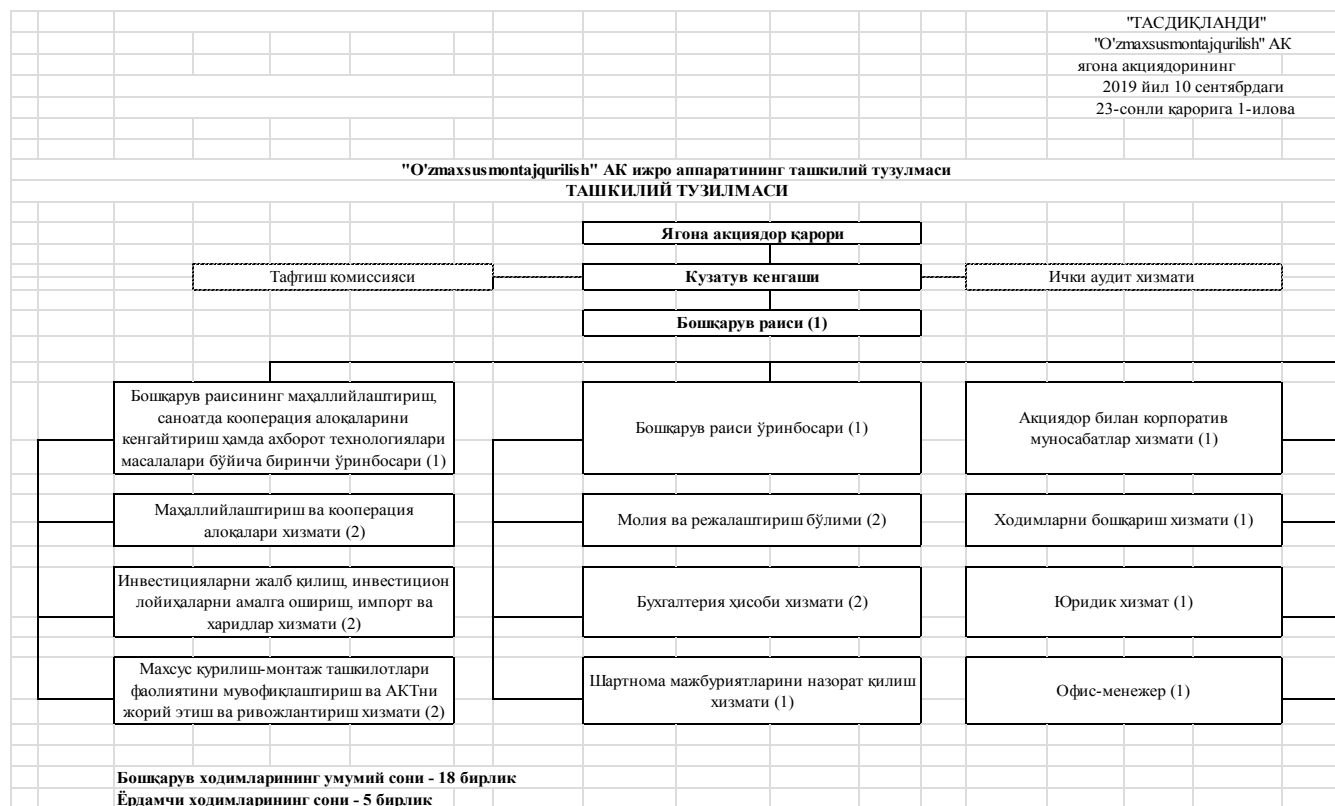 "ТАСДИҚЛАНДИ"
"O'zmaxsusmontajqurilish" АК
ягона акциядорининг
2019 йил 10 сентябрдаги
23-сонли қарорига 1-илова
"O'zmaxsusmontajqurilish" АК ижро аппаратининг ташкилий тузулмаси
ТАШКИЛИЙ ТУЗИЛМАСИ
Ягона акциядор қарори
Тафтиш комиссияси
Кузатув кенгаши
Ички аудит хизмати
Бошқарув раиси (1)
Бошқарув раисининг маҳаллийлаштириш,
саноатда кооперация алоқаларини
кенгайтириш ҳамда ахборот технологиялари
масалалари бўйича биринчи ўринбосари (1)
Бошқарув раиси ўринбосари (1)
Акциядор билан корпоратив
муносабатлар хизмати (1)
Маҳаллийлаштириш ва кооперация
алоқалари хизмати (2)
Молия ва режалаштириш бўлими (2)
Ходимларни бошқариш хизмати (1)
Инвестицияларни жалб қилиш, инвестицион
лойиҳаларни амалга ошириш, импорт ва
харидлар хизмати (2)
Бухгалтерия ҳисоби хизмати (2)
Юридик хизмат (1)
Махсус қурилиш-монтаж ташкилотлари
фаолиятини мувофиқлаштириш ва АКТни
жорий этиш ва ривожлантириш хизмати (2)
Шартнома мажбуриятларини назорат қилиш
хизмати (1)
Офис-менежер (1)
Бошқарув ходимларининг умумий сони - 18 бирлик
Ёрдамчи ходимларининг сони - 5 бирлик